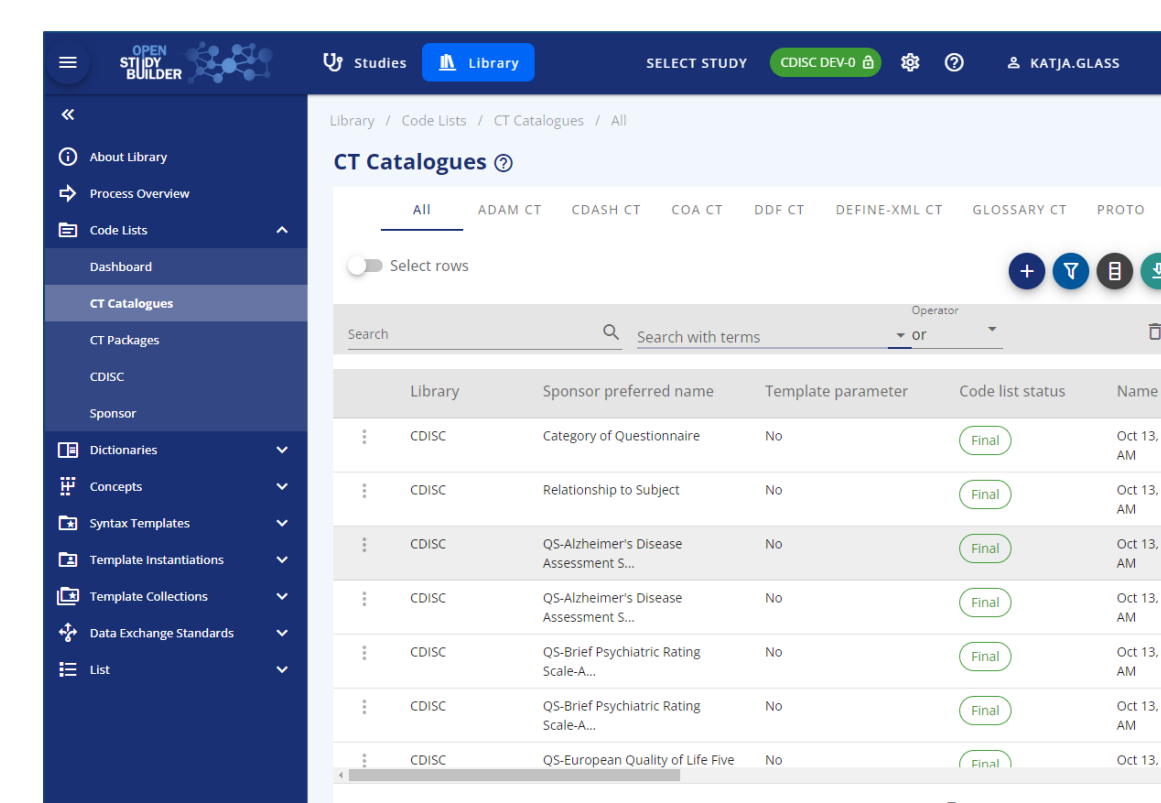 OPEN
STUDY
BUILDER
Studies
Library
SELECT STUDY
CDISC DEV-0
KATJA.GLASS
About Library
Process Overview
Code Lists
Dashboard
CT Catalogues
CT Packages
CDISC
Sponsor
Dictionaries
Concepts
Syntax Templates
Template Instantiations
Template Collections
Data Exchange Standards
List
Library / Code Lists / CT Catalogues / All
CT Catalogues
All ADAM CT CDASH CT COA CT DDF CT DEFINE-XML CT GLOSSARY CT PROTO
Select rows
Operator
Search Search with terms or
Library Sponsor preferred name Template parameter Code list status Name
CDISC Category of Questionnaire No Final Oct 13,
AM
CDISC Relationship to Subject No Final Oct 13,
AM
CDISC QS-Alzheimer's Disease No Final Oct 13,
Assessment S... AM
CDISC QS-Alzheimer's Disease No Final Oct 13,
Assessment S... AM
CDISC QS-Brief Psychiatric Rating No Final Oct 13,
Scale-A... AM
CDISC QS-Brief Psychiatric Rating No Final Oct 13,
Scale-A... AM
CDISC QS-European Quality of Life Five No Final Oct 13,